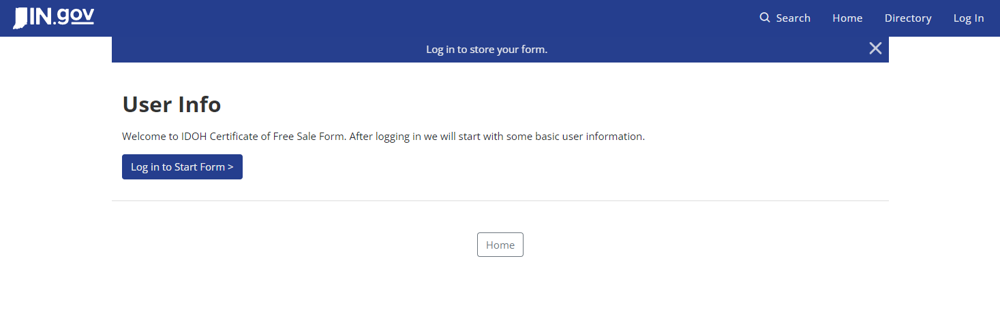 IN.gov
Search Home Directory Log In
Log in to store your form.
User Info
Welcome to IDOH Certificate of Free Sale Form. After logging in we will start with some basic user information.
Log in to Start Form >
Home